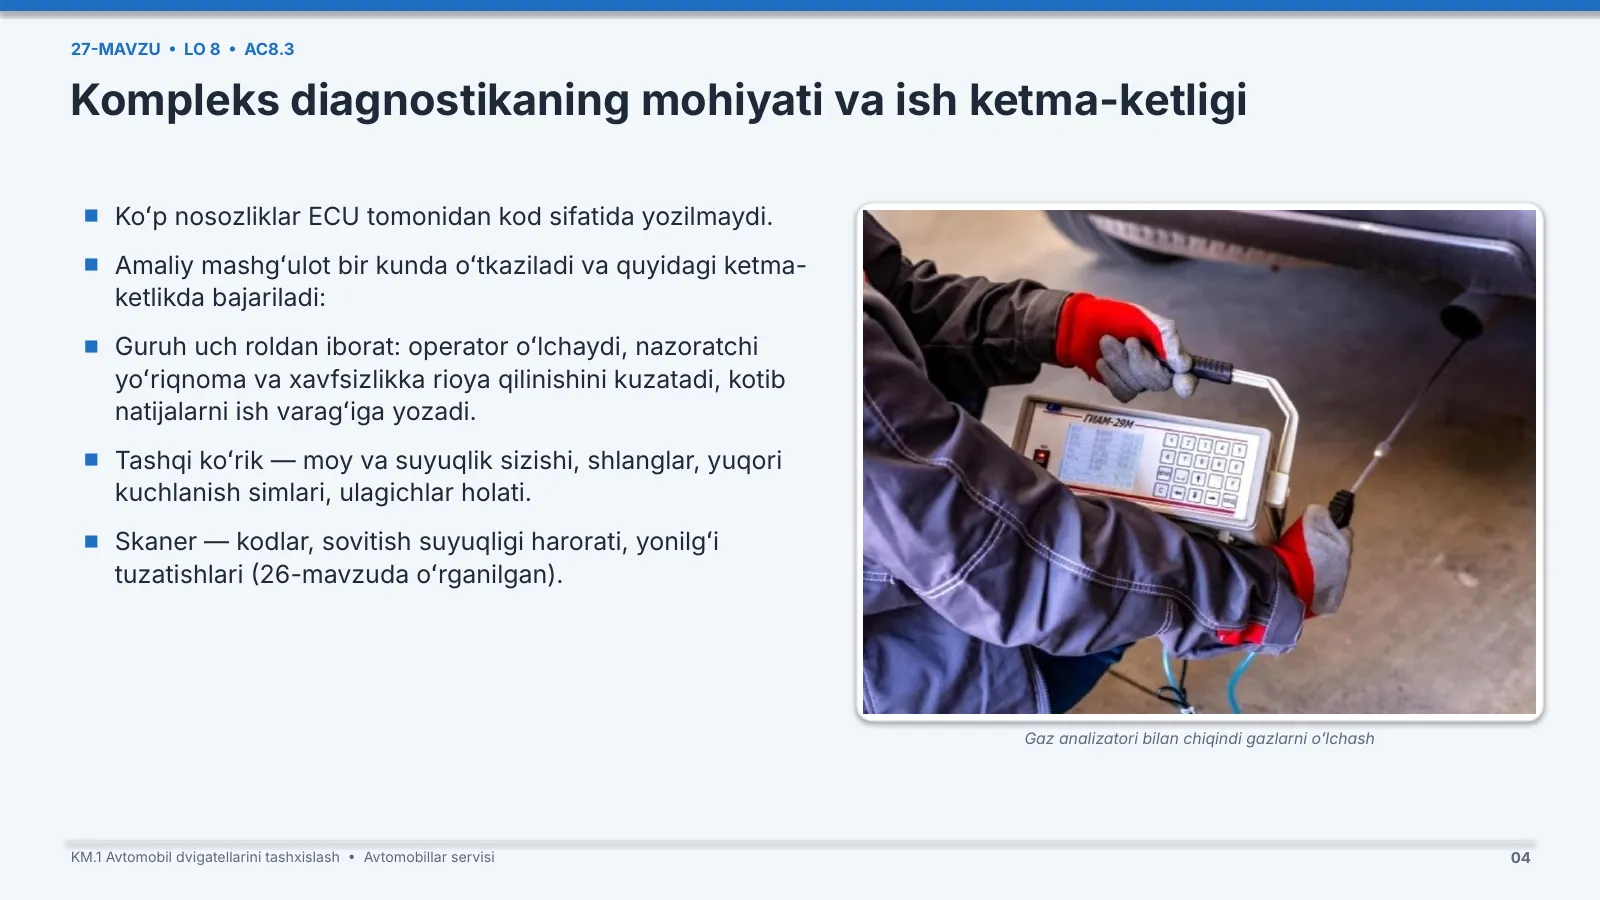 27-MAVZU • LO 8 • AC8.3
Kompleks diagnostikaning mohiyati va ish ketma-ketligi
Koʻp nosozliklar ECU tomonidan kod sifatida yozilmaydi.
Amaliy mashgʻulot bir kunda oʻtkaziladi va quyidagi ketma-
ketlikda bajariladi:
Guruh uch roldan iborat: operator oʻlchaydi, nazoratchi
yoʻriqnoma va xavfsizlikka rioya qilinishini kuzatadi, kotib
natijalarni ish varagʻiga yozadi.
Tashqi koʻrik — moy va suyuqlik sizishi, shlanglar, yuqori
kuchlanish simlari, ulagichlar holati.
Skaner — kodlar, sovitish suyuqligi harorati, yonilgʻi
tuzatishlari (26-mavzuda oʻrganilgan).
ГИАМ-29М
Gaz analizatori bilan chiqindi gazlarni oʻlchash
KM.1 Avtomobil dvigatellarini tashxislash • Avtomobillar servisi
04